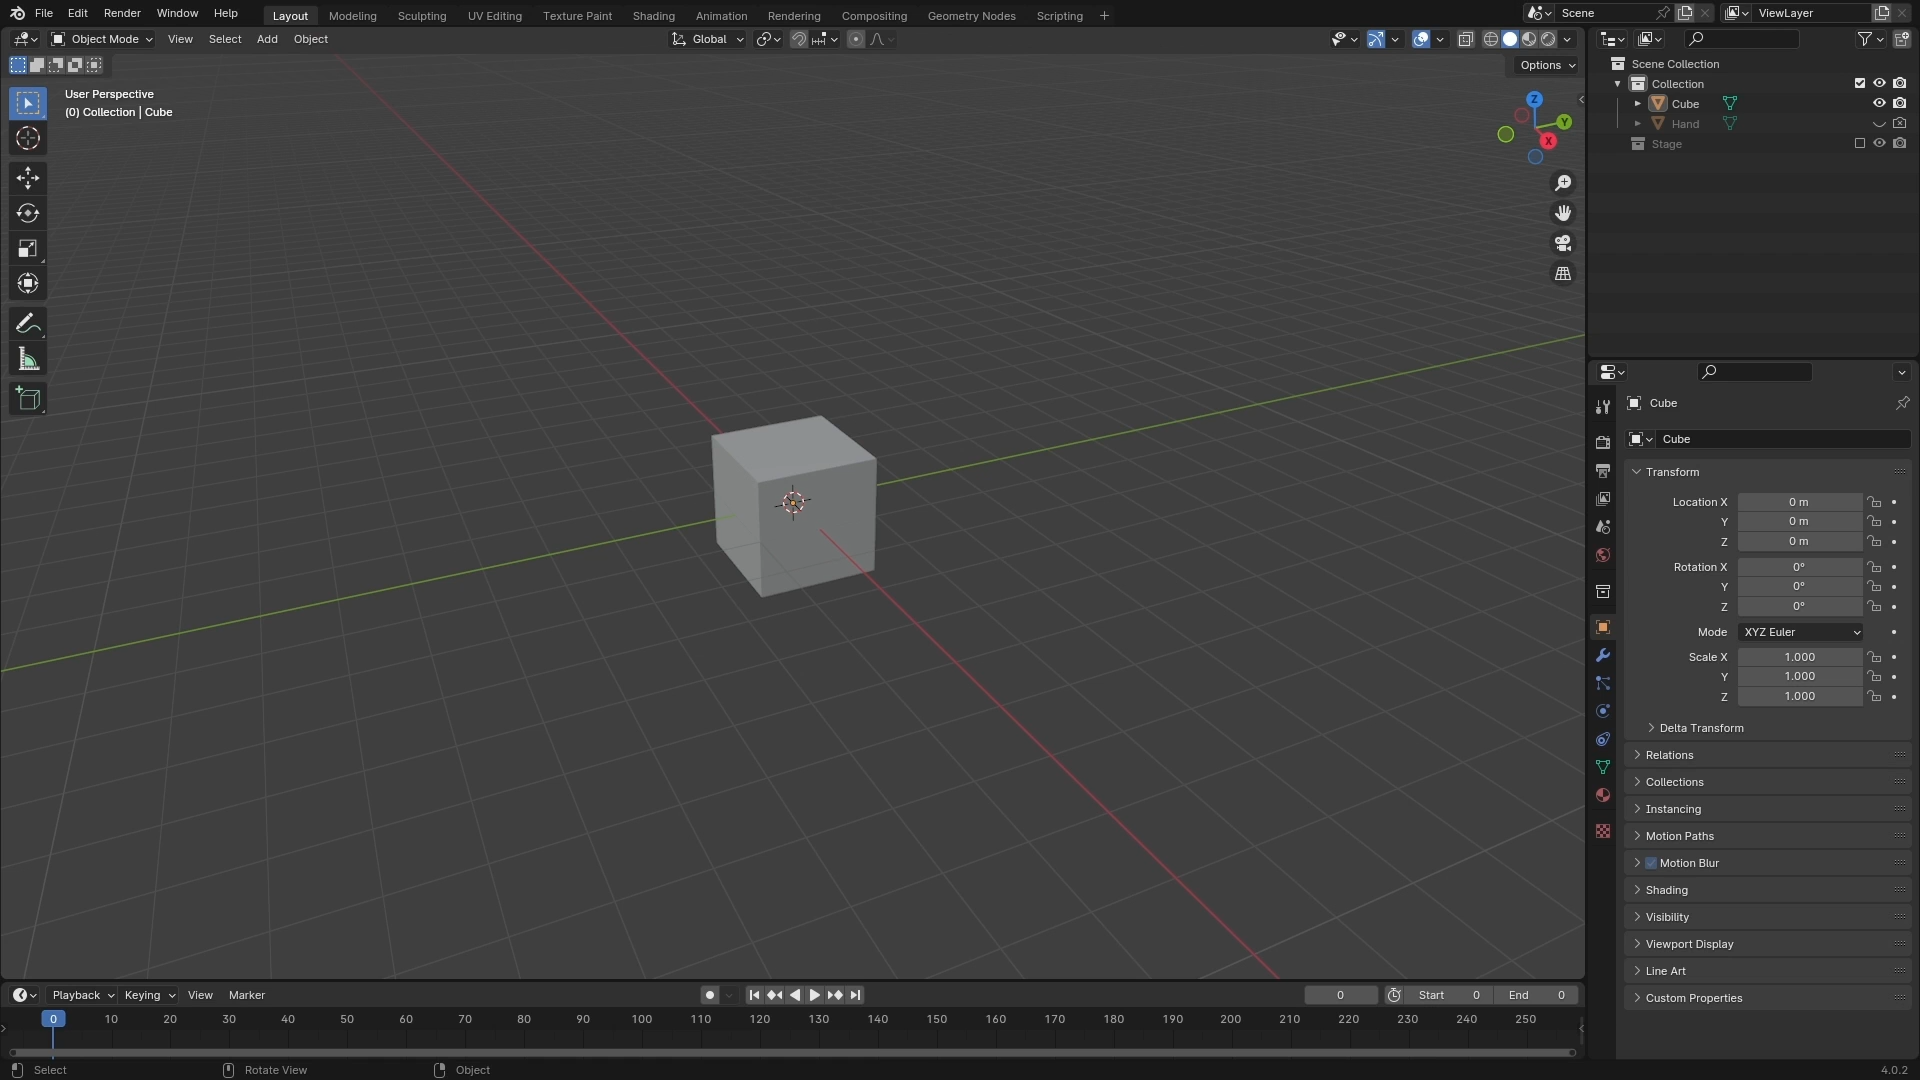 File Edit Render Window Help Layout Modeling Sculpting UV Editing Texture Paint Shading Animation Rendering Compositing Geometry Nodes Scripting + Scene ViewLayer
Object Mode View Select Add Object Global
Options
User Perspective
(0) Collection | Cube
Z
Y
X
Scene Collection
Collection
Cube
Hand
Stage
Cube
Cube
Transform
Location X 0 m
Y 0 m
Z 0 m
Rotation X 0°
Y 0°
Z 0°
Mode XYZ Euler
Scale X 1.000
Y 1.000
Z 1.000
Delta Transform
Relations
Collections
Instancing
Motion Paths
Motion Blur
Shading
Visibility
Viewport Display
Line Art
Custom Properties
Playback Keying View Marker 0 Start 0 End 0
0 10 20 30 40 50 60 70 80 90 100 110 120 130 140 150 160 170 180 190 200 210 220 230 240 250
Select Rotate View Object 4.0.2